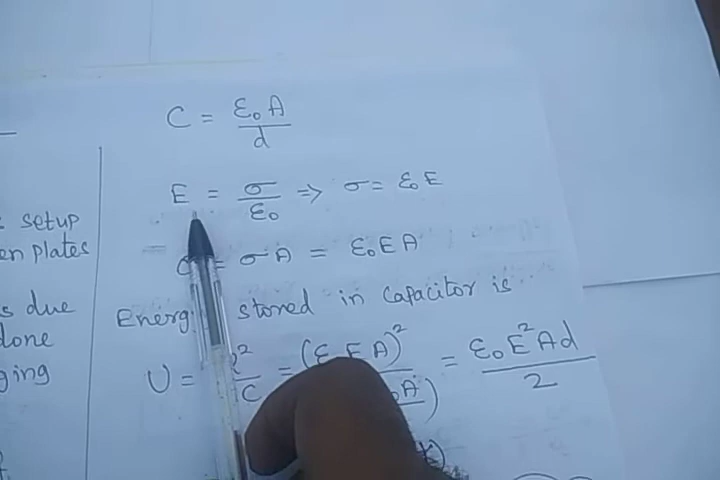 setup
en plates
s due
done
ging
C = ε₀A / d
E = σ / ε₀ ⇒ σ = ε₀E
= σA = ε₀EA
Energ stored in Capacitor is
U = = = ε₀E²Ad / 2